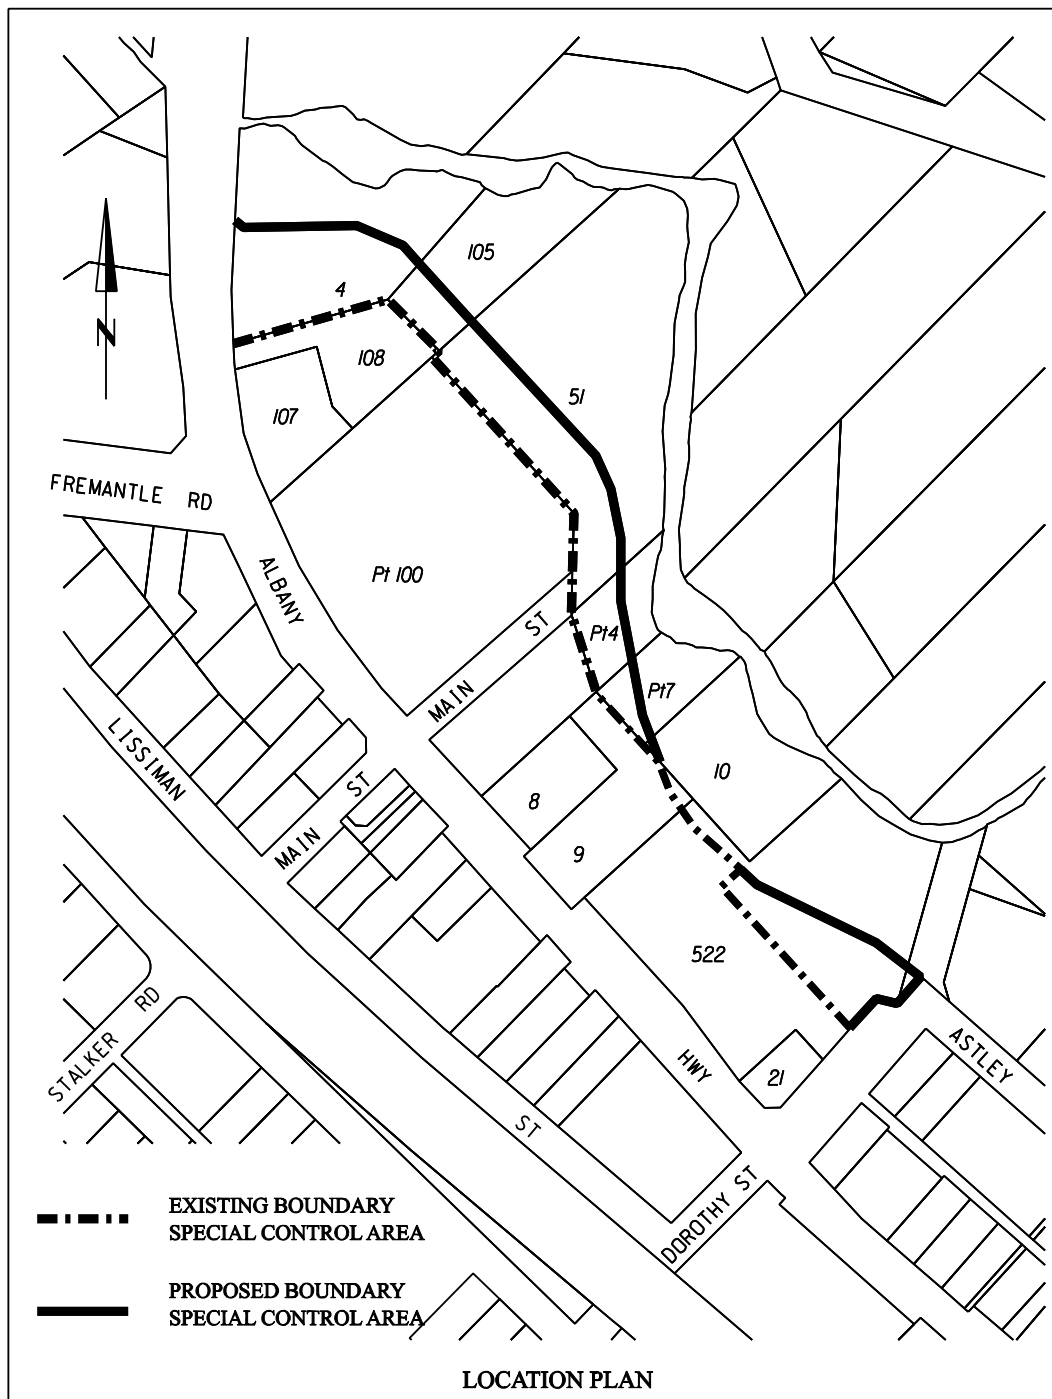 105
4
N
108
51
107
FREMANTLE RD
ALBANY
Pt 100
MAIN ST
Pt4
Pt7
LISSIMAN
10
MAIN ST
8
9
522
STALKER RD
ASTLEY
HWY
21
ST
DOROTHY ST
EXISTING BOUNDARY
SPECIAL CONTROL AREA
PROPOSED BOUNDARY
SPECIAL CONTROL AREA
LOCATION PLAN